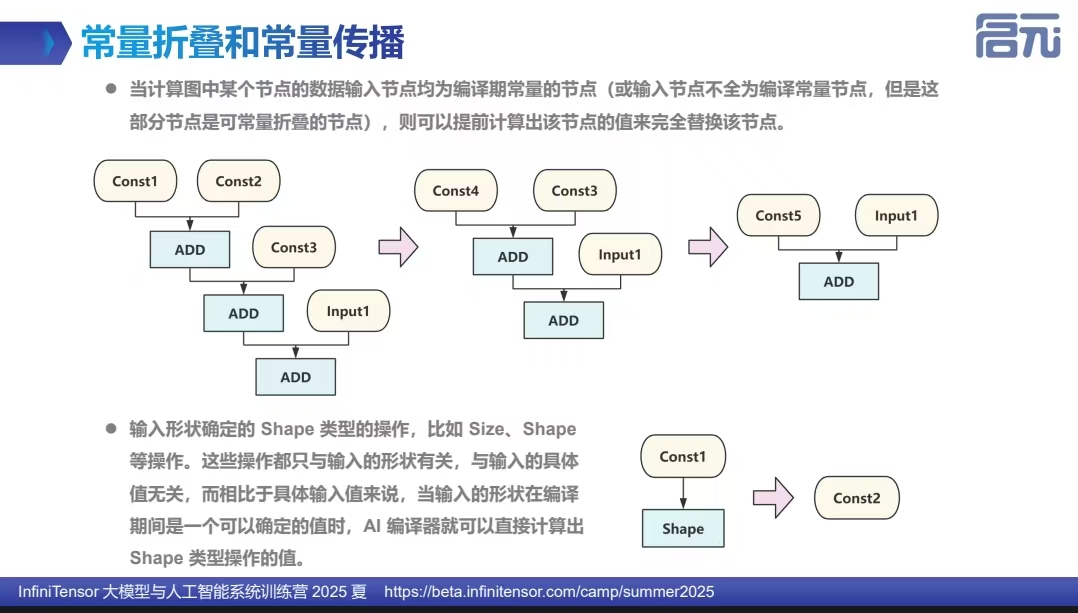 常量折叠和常量传播
启元
● 当计算图中某个节点的数据输入节点均为编译期常量的节点（或输入节点不全为编译常量节点，但是这
部分节点是可常量折叠的节点），则可以提前计算出该节点的值来完全替换该节点。
Const1 Const2
ADD Const3
ADD Input1
ADD
Const4 Const3
ADD Input1
ADD
Const5 Input1
ADD
● 输入形状确定的 Shape 类型的操作，比如 Size、Shape
等操作。这些操作都只与输入的形状有关，与输入的具体
值无关，而相比于具体输入值来说，当输入的形状在编译
期间是一个可以确定的值时，AI 编译器就可以直接计算出
Shape 类型操作的值。
Const1
Shape
Const2
InfiniTensor 大模型与人工智能系统训练营 2025 夏 https://beta.infinitensor.com/camp/summer2025